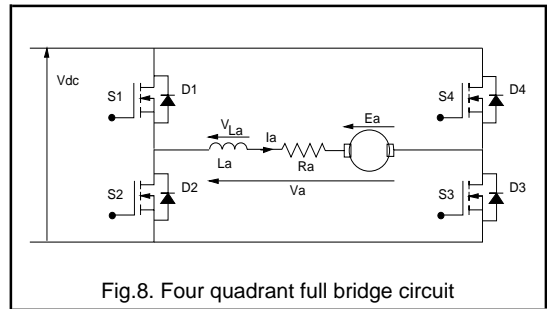 Vdc
S1
D1
S4
D4
VLa
Ia
Ea
La
Ra
S2
D2
Va
S3
D3
Fig.8. Four quadrant full bridge circuit